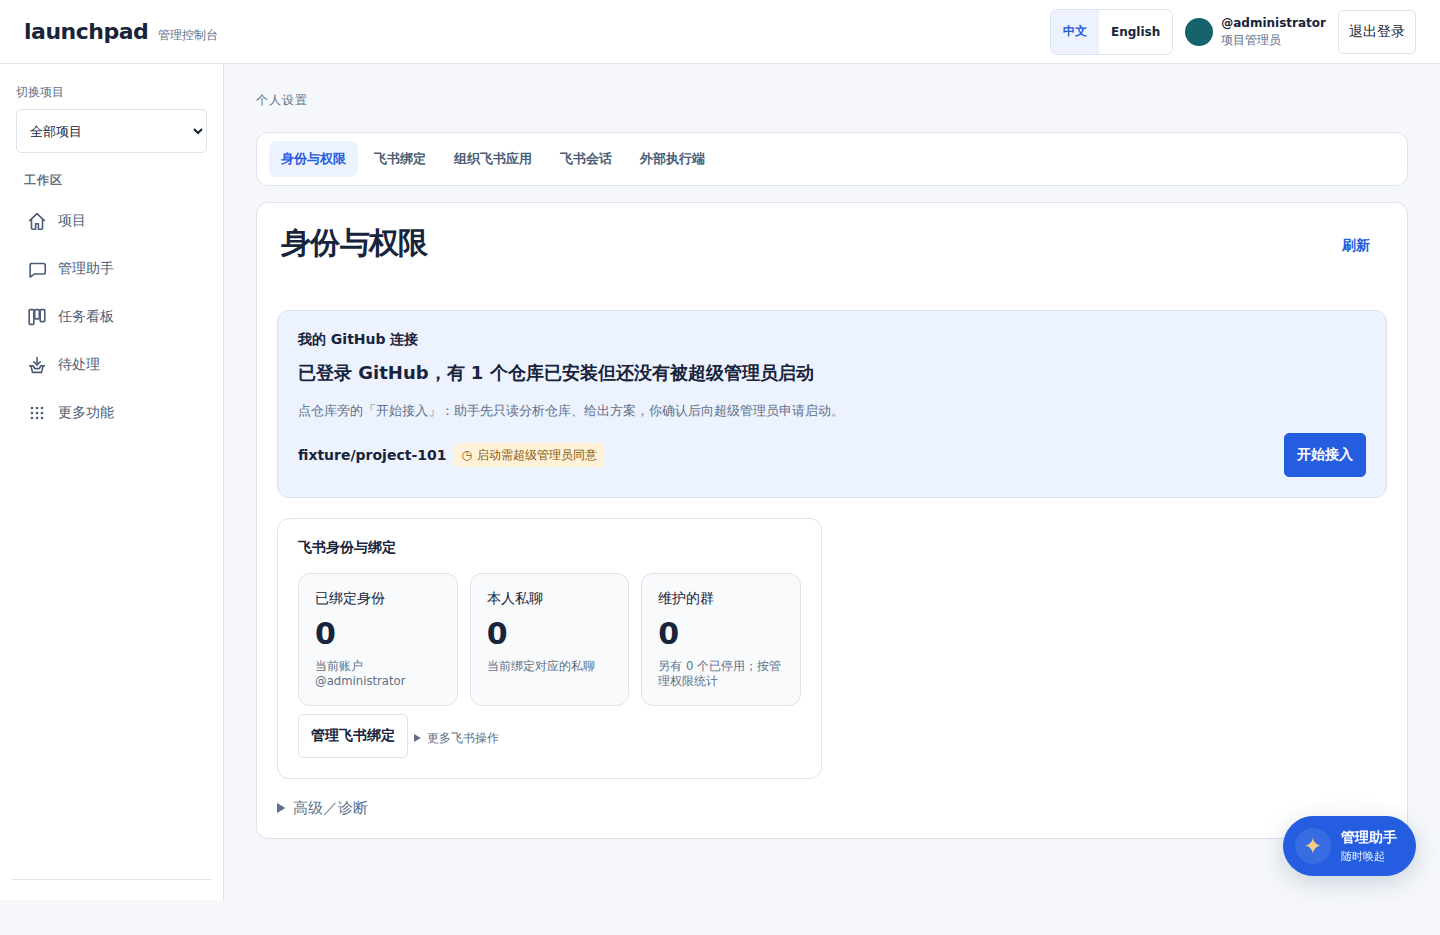 launchpad 管理控制台
中文 English
@administrator
项目管理员
退出登录
切换项目
全部项目
工作区
项目
管理助手
任务看板
待处理
更多功能
个人设置
身份与权限 飞书绑定 组织飞书应用 飞书会话 外部执行端
身份与权限
刷新
我的 GitHub 连接
已登录 GitHub，有 1 个仓库已安装但还没有被超级管理员启动
点仓库旁的「开始接入」：助手先只读分析仓库、给出方案，你确认后向超级管理员申请启动。
fixture/project-101 启动需超级管理员同意
开始接入
飞书身份与绑定
已绑定身份
0
当前账户
@administrator
本人私聊
0
当前绑定对应的私聊
维护的群
0
另有 0 个已停用；按管
理权限统计
管理飞书绑定
更多飞书操作
高级／诊断
管理助手
随时唤起